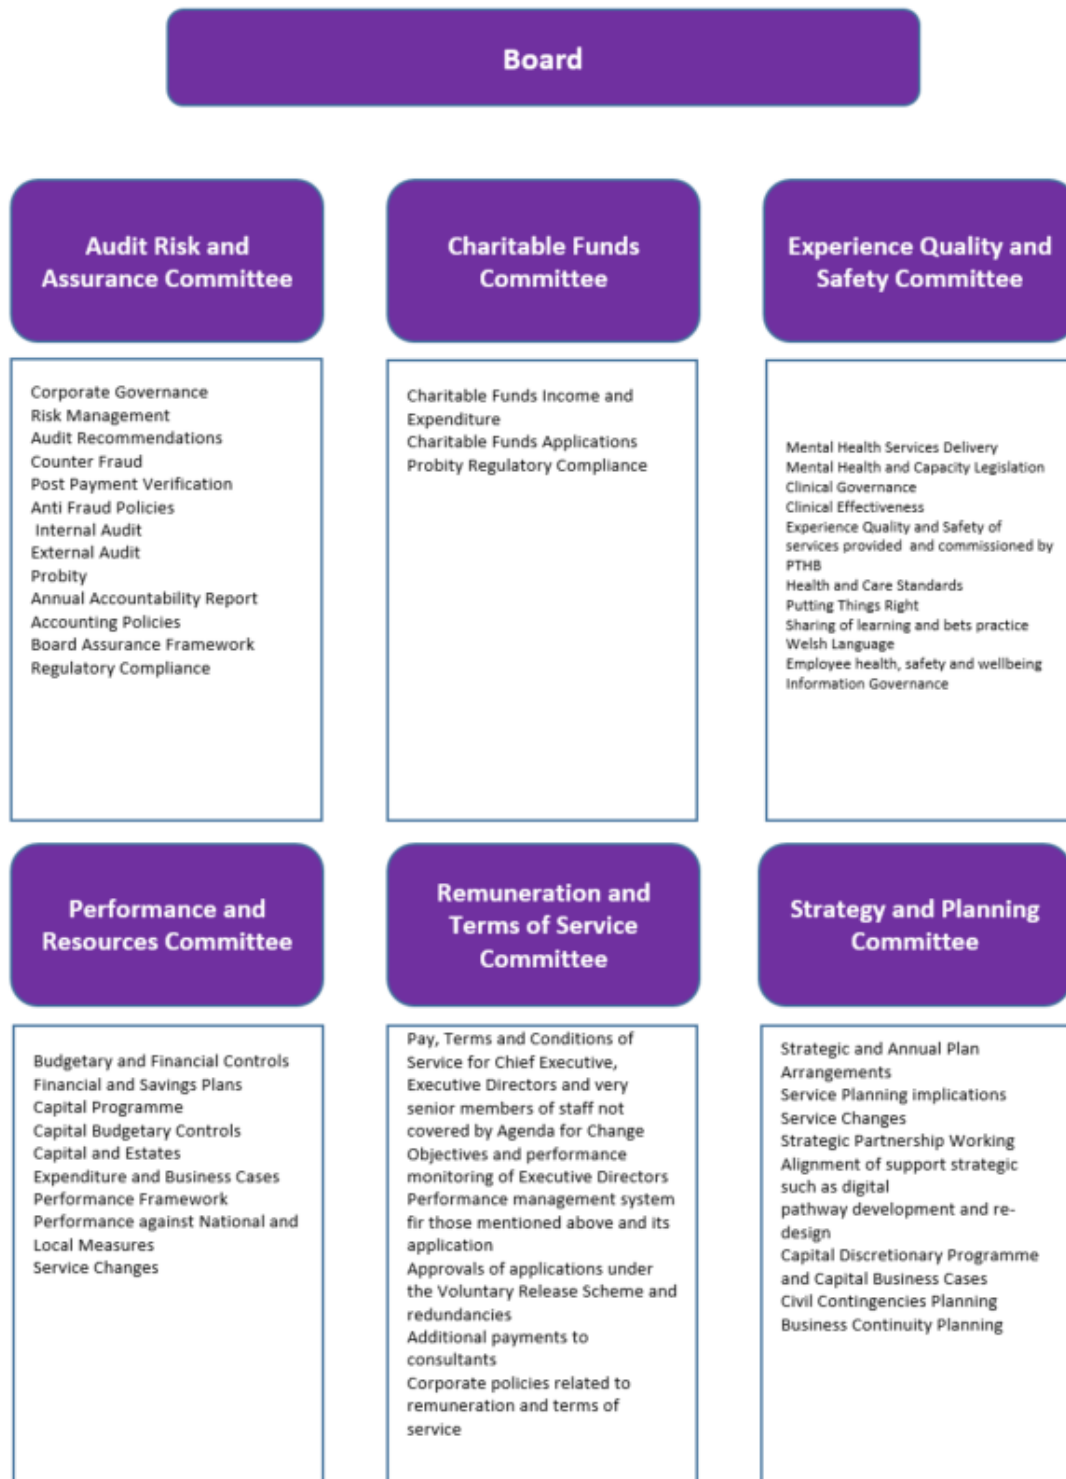 Board
Audit Risk and
Assurance Committee
Corporate Governance
Risk Management
Audit Recommendations
Counter Fraud
Post Payment Verification
Anti Fraud Policies
Internal Audit
External Audit
Probity
Annual Accountability Report
Accounting Policies
Board Assurance Framework
Regulatory Compliance
Charitable Funds
Committee
Charitable Funds Income and
Expenditure
Charitable Funds Applications
Probity Regulatory Compliance
Experience Quality and
Safety Committee
Mental Health Services Delivery
Mental Health and Capacity Legislation
Clinical Governance
Clinical Effectiveness
Experience Quality and Safety of
services provided and commissioned by
PTHB
Health and Care Standards
Putting Things Right
Sharing of learning and bets practice
Welsh Language
Employee health, safety and wellbeing
Information Governance
Performance and
Resources Committee
Budgetary and Financial Controls
Financial and Savings Plans
Capital Programme
Capital Budgetary Controls
Capital and Estates
Expenditure and Business Cases
Performance Framework
Performance against National and
Local Measures
Service Changes
Remuneration and
Terms of Service
Committee
Pay, Terms and Conditions of
Service for Chief Executive,
Executive Directors and very
senior members of staff not
covered by Agenda for Change
Objectives and performance
monitoring of Executive Directors
Performance management system
fir those mentioned above and its
application
Approvals of applications under
the Voluntary Release Scheme and
redundancies
Additional payments to
consultants
Corporate policies related to
remuneration and terms of
service
Strategy and Planning
Committee
Strategic and Annual Plan
Arrangements
Service Planning implications
Service Changes
Strategic Partnership Working
Alignment of support strategic
such as digital
pathway development and re-
design
Capital Discretionary Programme
and Capital Business Cases
Civil Contingencies Planning
Business Continuity Planning